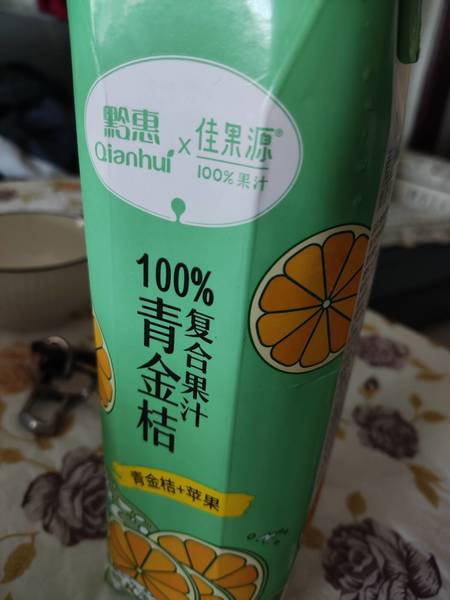 黔惠
Qianhui
×
佳果源®
100%果汁
100%
青金桔
复合果汁
青金桔+苹果